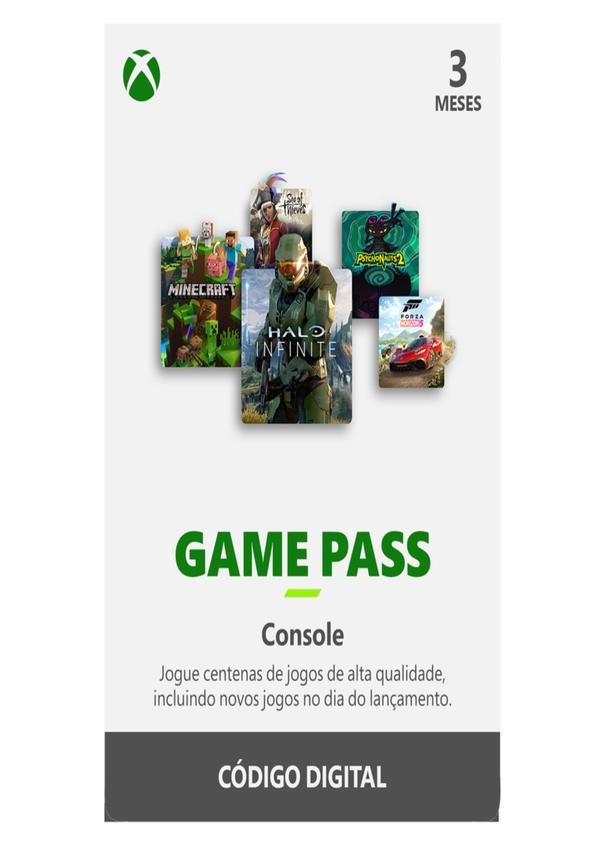 3
MESES
Sea of
Thieves
PSYCHONAUTS 2
MINECRAFT
HALO
INFINITE
FORZA
HORIZON 5
GAME PASS
Console
Jogue centenas de jogos de alta qualidade,
incluindo novos jogos no dia do lançamento.
CÓDIGO DIGITAL